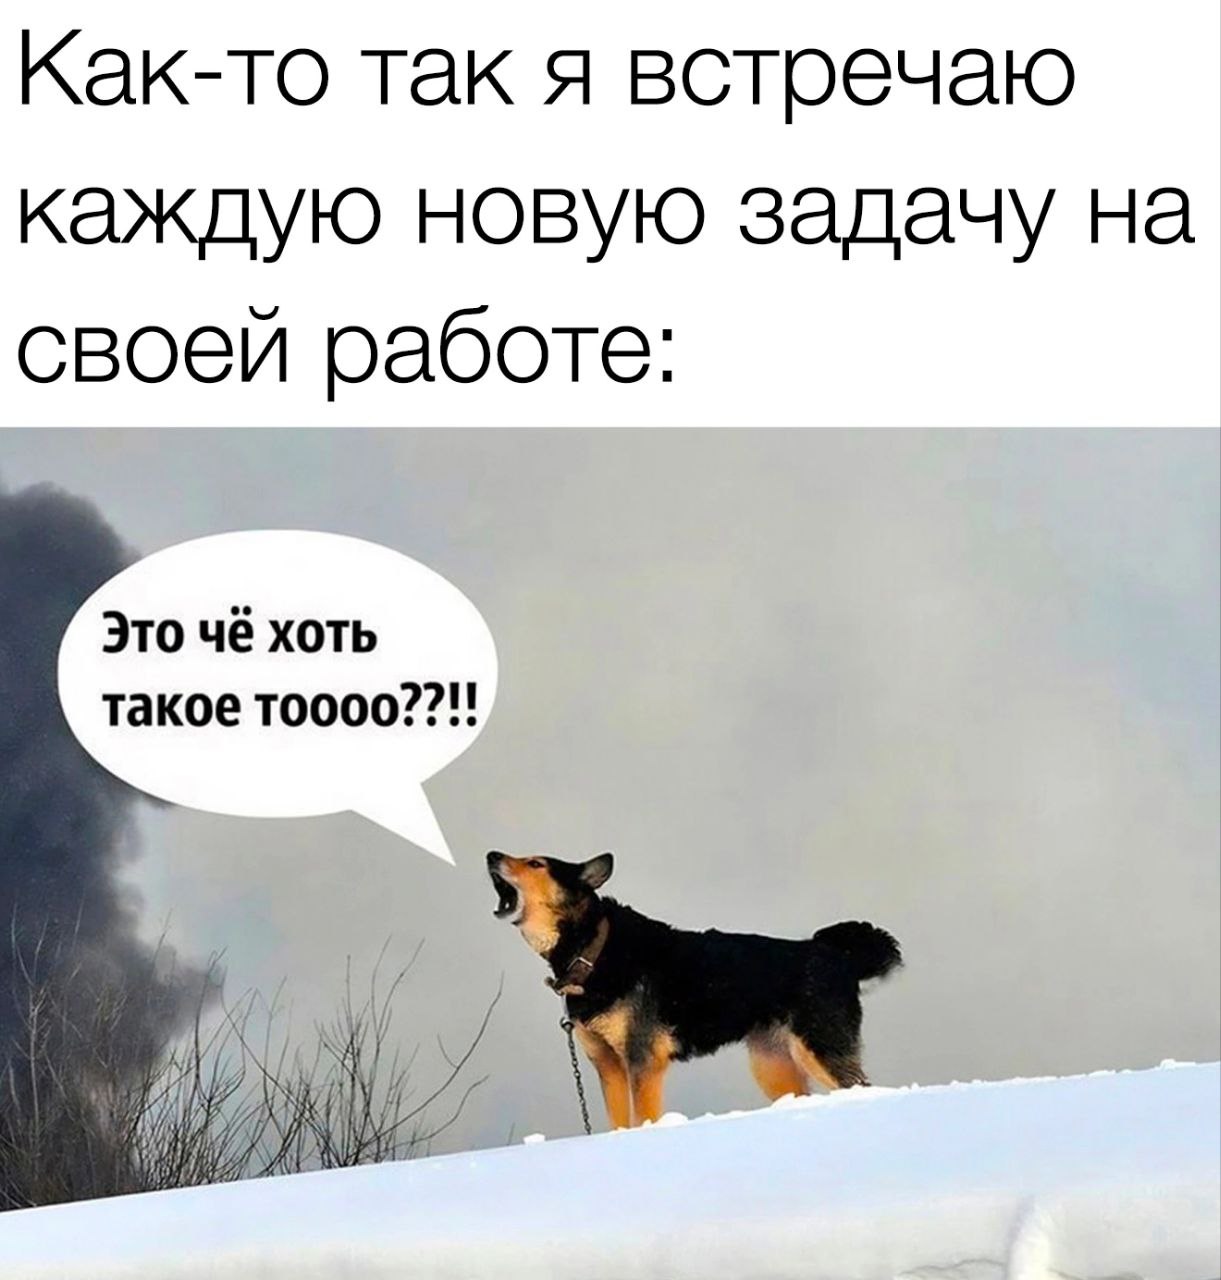 Как-то так я встречаю
каждую новую задачу на
своей работе:
Это чё хоть
такое тоооо??!!